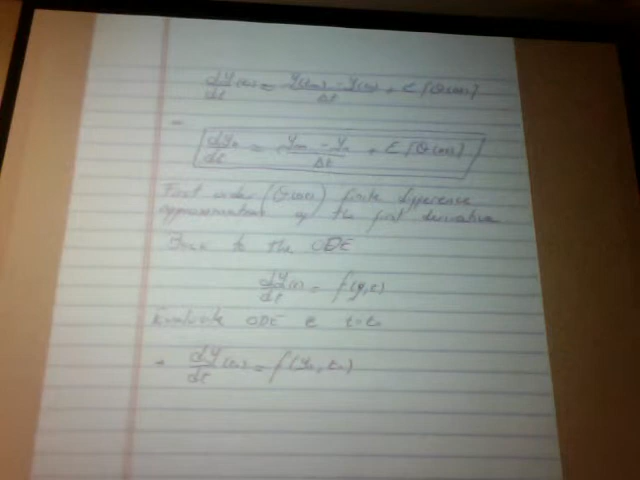 dy/dt (tₙ) = y(tₙ₊₁) - y(tₙ) / Δt + E [O(Δt)]
→
dyₙ/dt = yₙ₊₁ - yₙ / Δt + E [O(Δt)]
First order (O(Δt)) finite difference
approximation of the first derivative
Back to the ODE
dy/dt (t) = f(y,t)
Evaluate ODE @ t=tₙ
→ dy/dt (tₙ) = f(yₙ, tₙ)